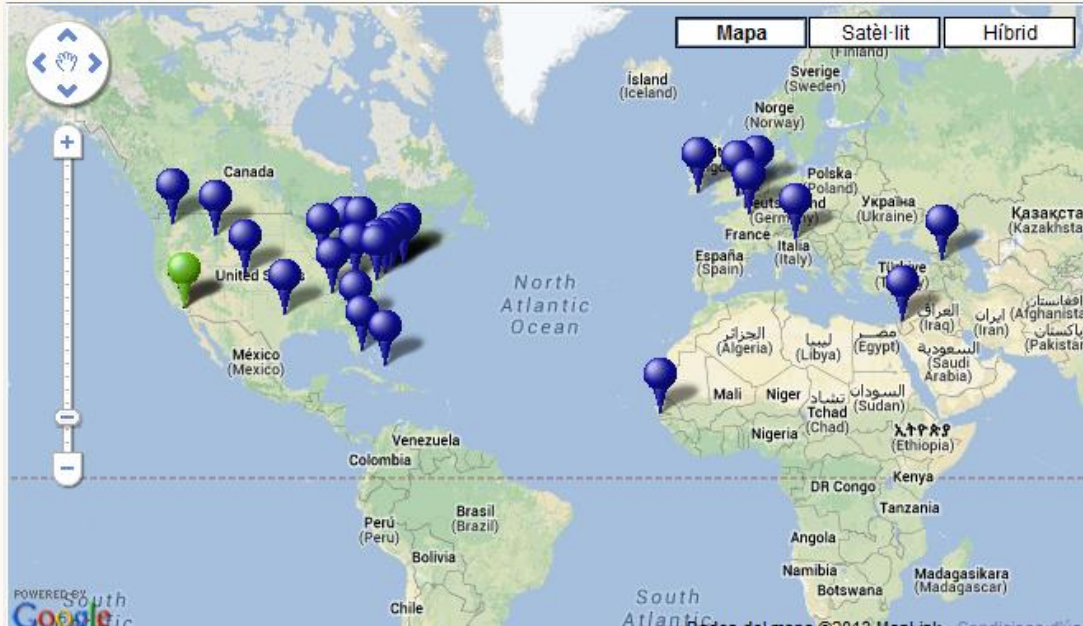 Mapa
Satèl·lit
Híbrid
(Finland)
Ísland
(Iceland)
Sverige
(Sweden)
Norge
(Norway)
Canada
Polska
(Poland)
Україна
(Ukraine)
Қазақста
(Kazakhsta
(Germany)
France
Italia
(Italy)
España
(Spain)
United
North
Atlantic
Ocean
México
(Mexico)
الجزائر
(Algeria)
ليبيا
(Libya)
مصر
(Egypt)
العراق
(Iraq)
ايران
(Iran)
(Afghanista
(Pakistan
السعودية
(Saudi
Arabia)
Mali
Niger
تشاد
Tchad
(Chad)
السودان
(Sudan)
Nigeria
ኢትዮጵያ
(Ethiopia)
Venezuela
Colombia
DR Congo
Kenya
Tanzania
Perú
(Peru)
Brasil
(Brazil)
Bolivia
Angola
Namibia
Botswana
Madagasikara
(Madagascar)
Chile
South
Atlantic
POWERED BY
Google
South
Dades del mapa ©2012 MapLink